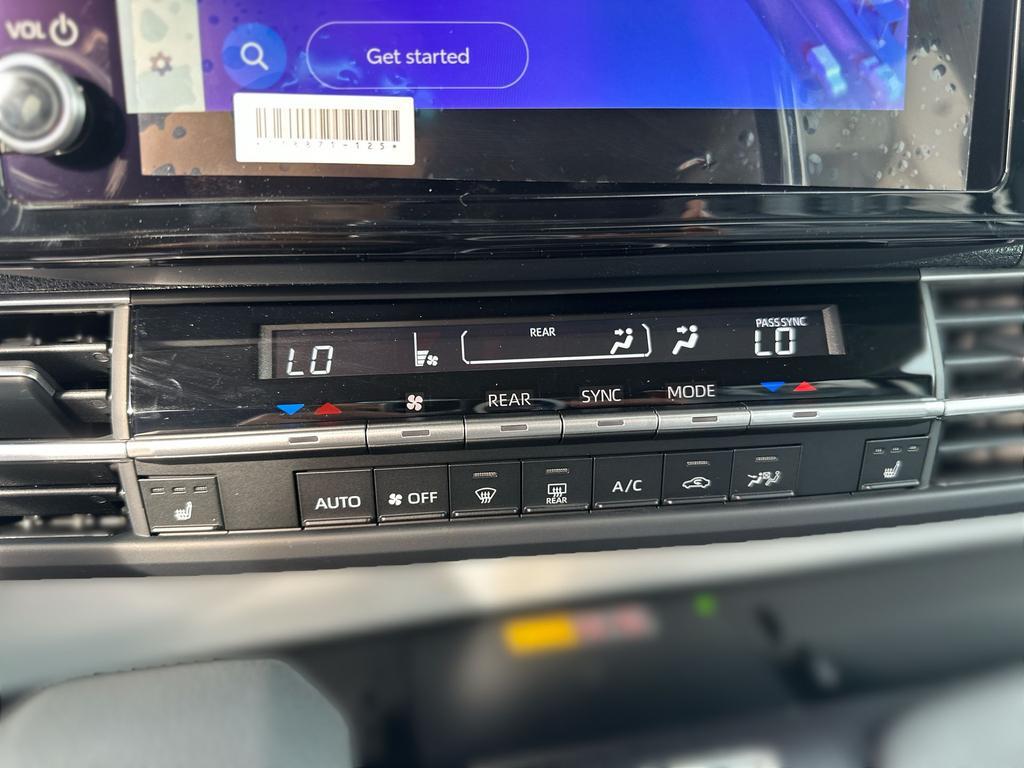 VOL
Get started
REAR
PASS SYNC
LO
LO
REAR
SYNC
MODE
AUTO
OFF
REAR
A/C